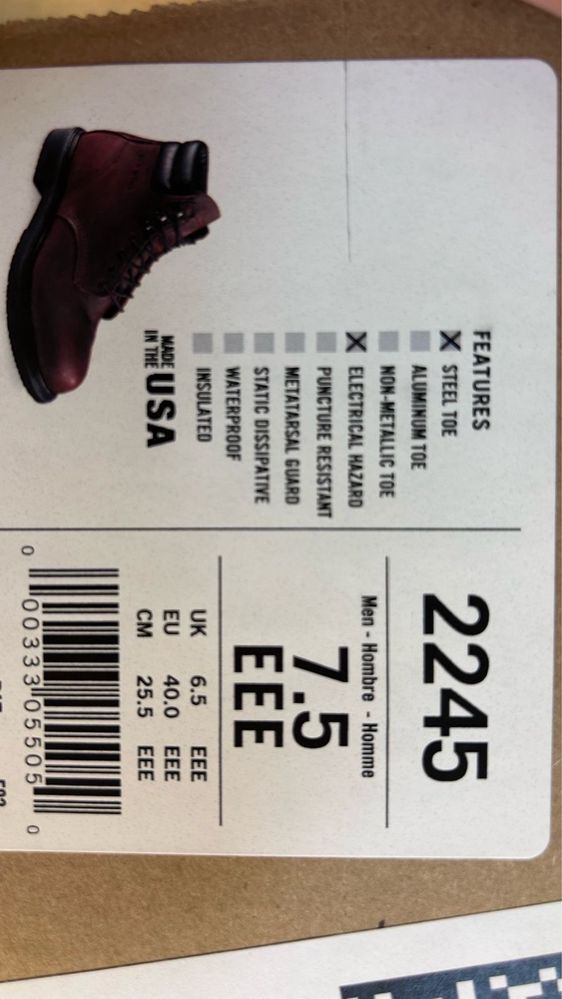 FEATURES
X STEEL TOE
ALUMINUM TOE
NON-METALLIC TOE
X ELECTRICAL HAZARD
PUNCTURE RESISTANT
METATARSAL GUARD
STATIC DISSIPATIVE
WATERPROOF
INSULATED
MADE IN THE USA
2245
Men - Hombre - Homme
7.5
EEE
UK 6.5 EEE
EU 40.0 EEE
CM 25.5 EEE
0 00333 05505 0